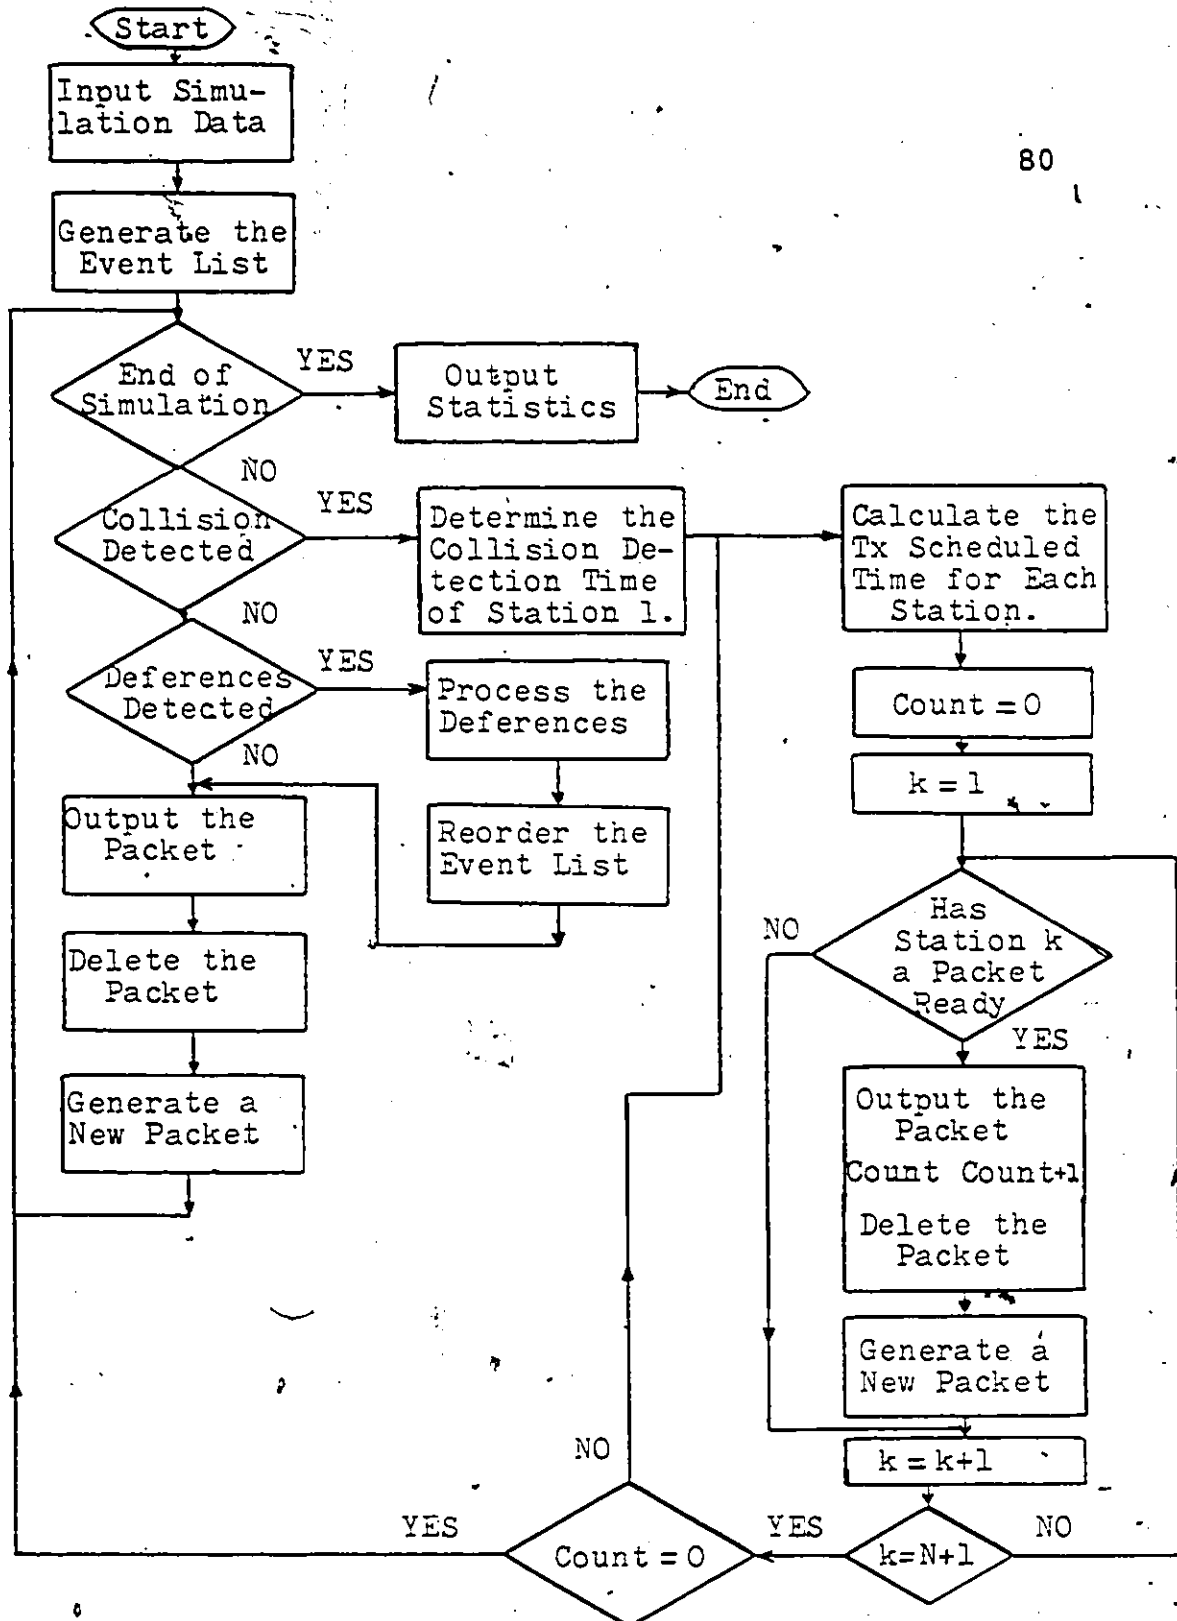 80
Start
Input Simu-
lation Data
Generate the
Event List
End of
Simulation
YES
Output
Statistics
End
NO
Collision
Detected
YES
Determine the
Collision De-
tection Time
of Station 1.
Calculate the
Tx Scheduled
Time for Each
Station.
NO
Deferences
Detected
YES
Process the
Deferences
Reorder the
Event List
NO
Output the
Packet
Delete the
Packet
Generate a
New Packet
Count = 0
k = 1
Has
Station k
a Packet
Ready
NO
YES
Output the
Packet
Count Count+1
Delete the
Packet
Generate a
New Packet
k = k+1
k=N+1
NO
YES
Count = 0
NO
YES